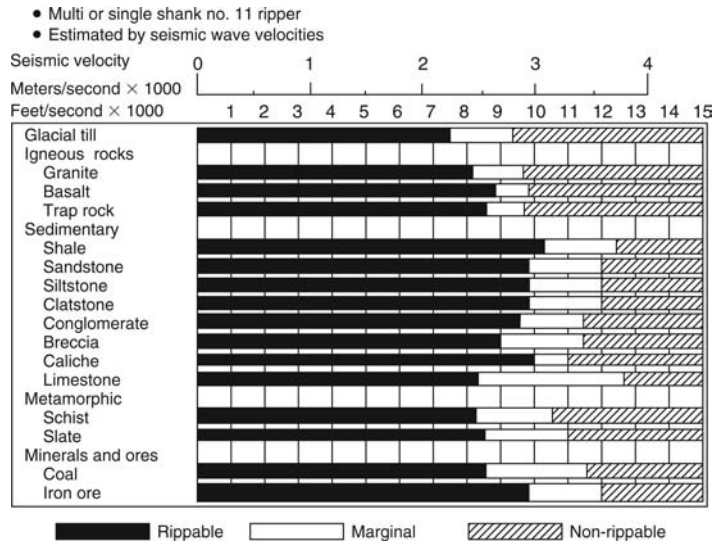 • Multi or single shank no. 11 ripper
• Estimated by seismic wave velocities
Seismic velocity 0 1 2 3 4
Meters/second × 1000
Feet/second × 1000 1 2 3 4 5 6 7 8 9 10 11 12 13 14 15
Glacial till
Igneous rocks
Granite
Basalt
Trap rock
Sedimentary
Shale
Sandstone
Siltstone
Clatstone
Conglomerate
Breccia
Caliche
Limestone
Metamorphic
Schist
Slate
Minerals and ores
Coal
Iron ore
Rippable Marginal Non-rippable